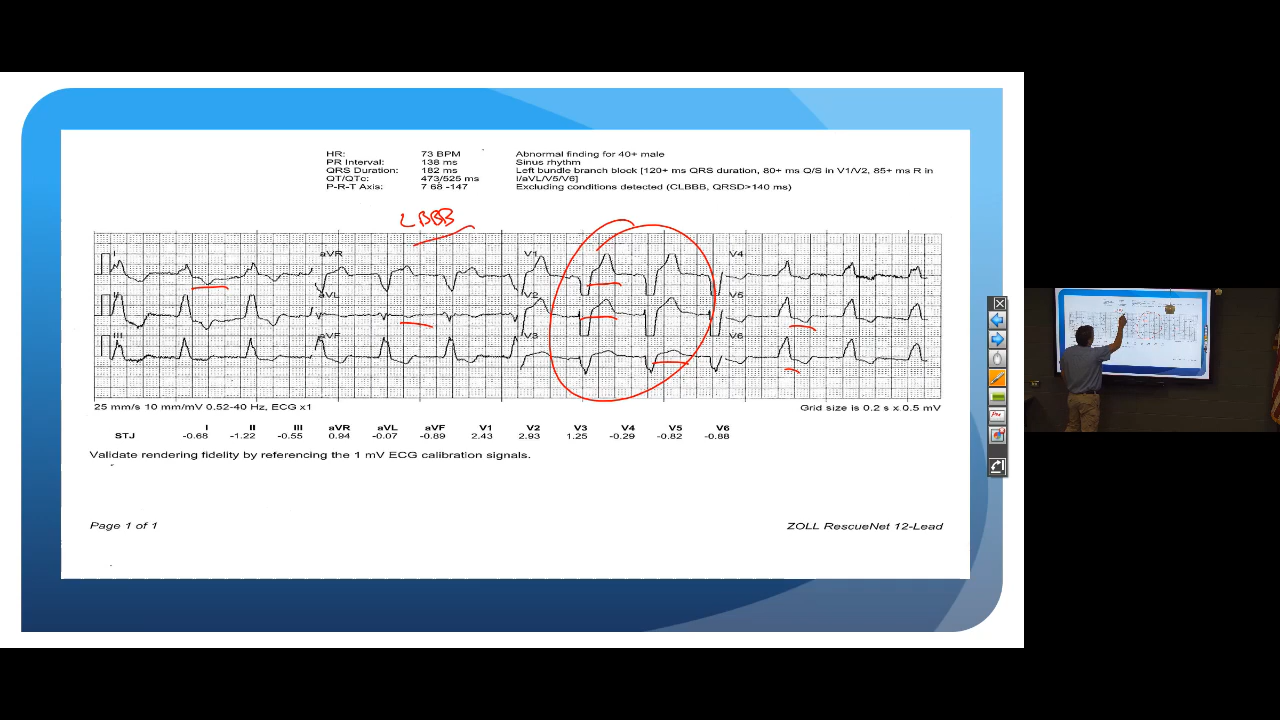 HR: 73 BPM Abnormal finding for 40+ male
PR Interval: 138 ms Sinus rhythm
QRS Duration: 182 ms Left bundle branch block [120+ ms QRS duration, 80+ ms Q/S in V1/V2, 85+ ms R in
QT/QTc: 473/525 ms I/aVL/V5/V6]
P-R-T Axis: 7 68 -147 Excluding conditions detected (CLBBB, QRSD>140 ms)
LBBB
I aVR V1 V4
II aVL V2 V5
III aVF V3 V6
25 mm/s 10 mm/mV 0.52-40 Hz, ECG x1 Grid size is 0.2 s x 0.5 mV
I II III aVR aVL aVF V1 V2 V3 V4 V5 V6
STJ -0.68 -1.22 -0.55 0.94 -0.07 -0.89 2.43 2.93 1.25 -0.29 -0.82 -0.88
Validate rendering fidelity by referencing the 1 mV ECG calibration signals.
Page 1 of 1 ZOLL RescueNet 12-Lead